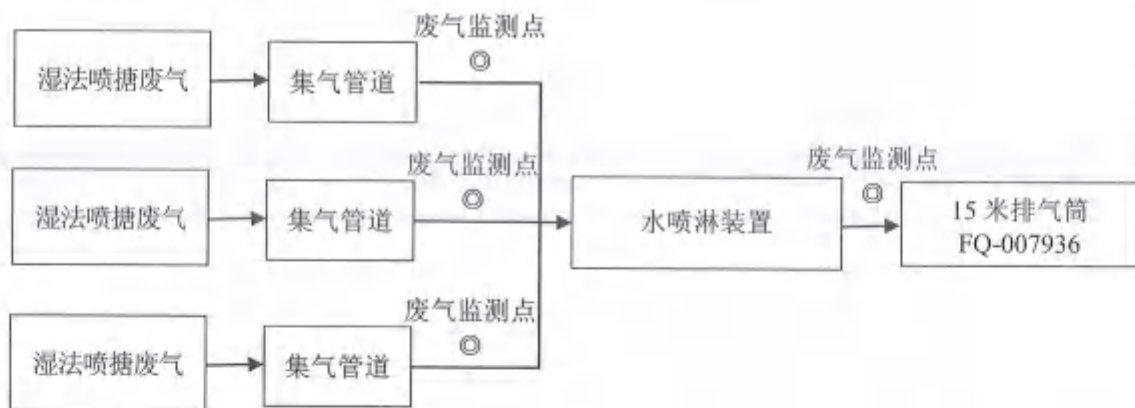 废气监测点
湿法喷搪废气
集气管道
废气监测点
湿法喷搪废气
集气管道
水喷淋装置
废气监测点
15 米排气筒
FQ-007936
废气监测点
湿法喷搪废气
集气管道